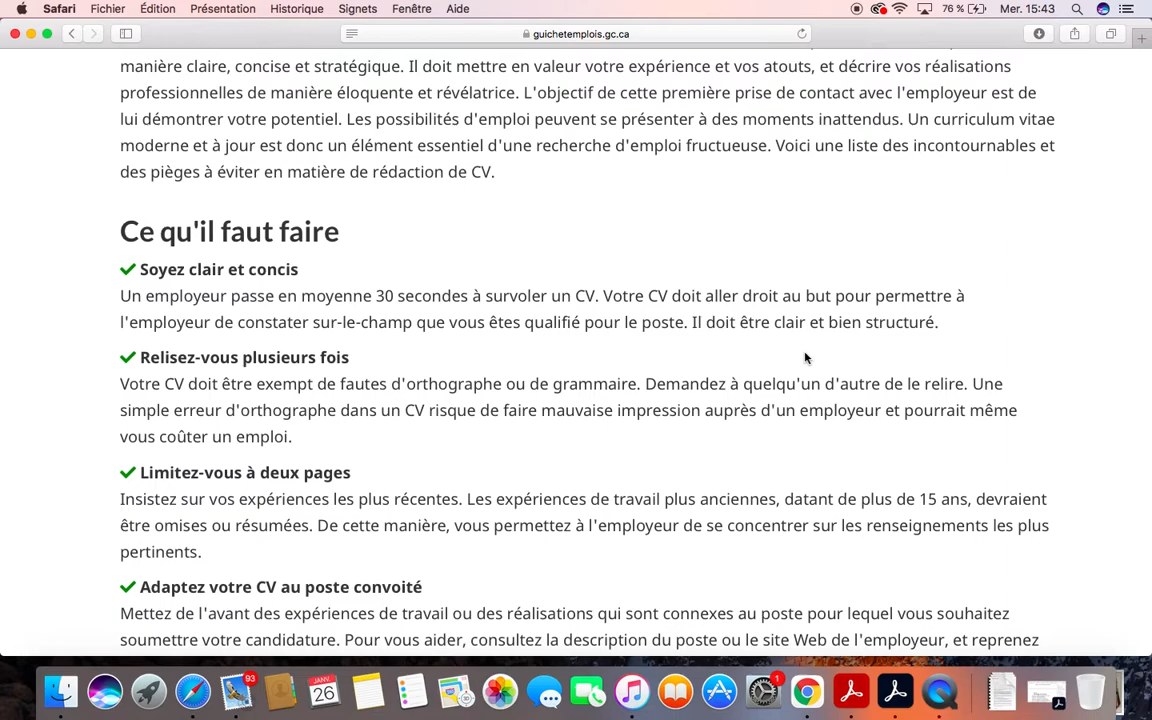 Safari Fichier Édition Présentation Historique Signets Fenêtre Aide 76 % Mer. 15:43
guichetemplois.gc.ca
manière claire, concise et stratégique. Il doit mettre en valeur votre expérience et vos atouts, et décrire vos réalisations
professionnelles de manière éloquente et révélatrice. L'objectif de cette première prise de contact avec l'employeur est de
lui démontrer votre potentiel. Les possibilités d'emploi peuvent se présenter à des moments inattendus. Un curriculum vitae
moderne et à jour est donc un élément essentiel d'une recherche d'emploi fructueuse. Voici une liste des incontournables et
des pièges à éviter en matière de rédaction de CV.
Ce qu'il faut faire
Soyez clair et concis
Un employeur passe en moyenne 30 secondes à survoler un CV. Votre CV doit aller droit au but pour permettre à
l'employeur de constater sur-le-champ que vous êtes qualifié pour le poste. Il doit être clair et bien structuré.
Relisez-vous plusieurs fois
Votre CV doit être exempt de fautes d'orthographe ou de grammaire. Demandez à quelqu'un d'autre de le relire. Une
simple erreur d'orthographe dans un CV risque de faire mauvaise impression auprès d'un employeur et pourrait même
vous coûter un emploi.
Limitez-vous à deux pages
Insistez sur vos expériences les plus récentes. Les expériences de travail plus anciennes, datant de plus de 15 ans, devraient
être omises ou résumées. De cette manière, vous permettez à l'employeur de se concentrer sur les renseignements les plus
pertinents.
Adaptez votre CV au poste convoité
Mettez de l'avant des expériences de travail ou des réalisations qui sont connexes au poste pour lequel vous souhaitez
soumettre votre candidature. Pour vous aider, consultez la description du poste ou le site Web de l'employeur, et reprenez
93
JANV.
26
1